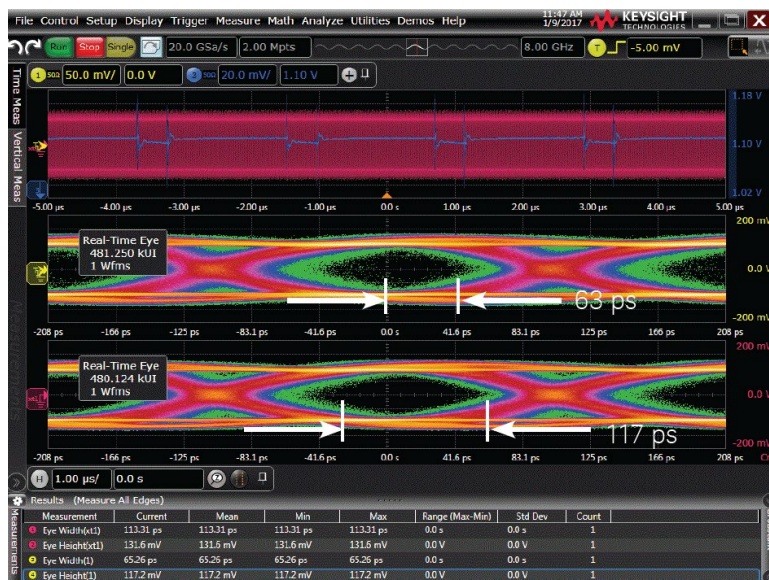 File Control Setup Display Trigger Measure Math Analyze Utilities Demos Help
11:47 AM
1/9/2017
KEYSIGHT
TECHNOLOGIES
Run Stop Single 20.0 GSa/s 2.00 Mpts 8.00 GHz T -5.00 mV
1 50Ω 50.0 mV/ 0.0 V 3 50Ω 20.0 mV/ 1.10 V
Time Meas
Vertical Meas
1.18 V
1.10 V
1.02 V
-5.00 µs -4.00 µs -3.00 µs -2.00 µs -1.00 µs 0.0 s 1.00 µs 2.00 µs 3.00 µs 4.00 µs 5.00 µs
Real-Time Eye
481.250 kUI
1 Wfms
200 mV
0.0 V
-200 mV
63 ps
-208 ps -166 ps -125 ps -83.1 ps -41.6 ps 0.0 s 41.6 ps 83.1 ps 125 ps 166 ps 208 ps
Real-Time Eye
480.124 kUI
1 Wfms
200 mV
0.0 V
-200 mV
117 ps
-208 ps -166 ps -125 ps -83.1 ps -41.6 ps 0.0 s 41.6 ps 83.1 ps 125 ps 166 ps 208 ps
H 1.00 µs/ 0.0 s
Results (Measure All Edges)
Measurements
Measurement Current Mean Min Max Range (Max-Min) Std Dev Count
Eye Width(xt1) 113.31 ps 113.31 ps 113.31 ps 113.31 ps 0.0 s 0.0 s 1
Eye Height(xt1) 131.6 mV 131.6 mV 131.6 mV 131.6 mV 0.0 V 0.0 V 1
Eye Width(1) 65.26 ps 65.26 ps 65.26 ps 65.26 ps 0.0 s 0.0 s 1
Eye Height(1) 117.2 mV 117.2 mV 117.2 mV 117.2 mV 0.0 V 0.0 V 1